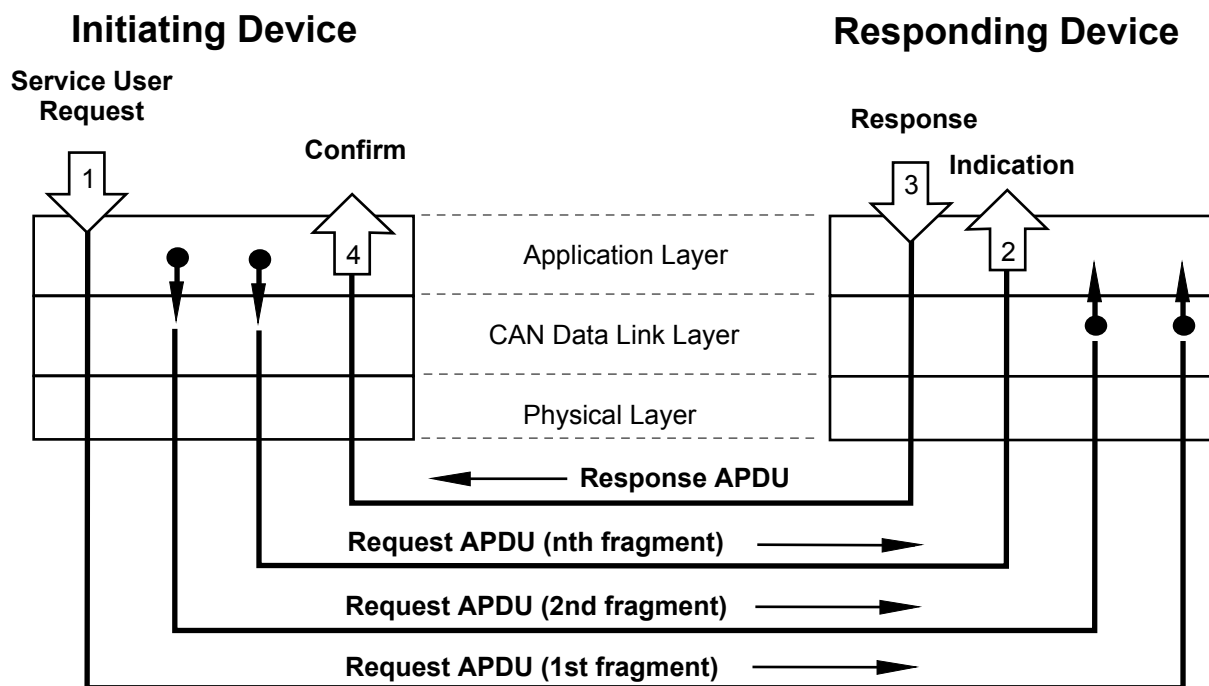 Initiating Device
Responding Device
Service User
Request
Confirm
Response
Indication
1
4
3
2
Application Layer
CAN Data Link Layer
Physical Layer
Response APDU
Request APDU (nth fragment)
Request APDU (2nd fragment)
Request APDU (1st fragment)